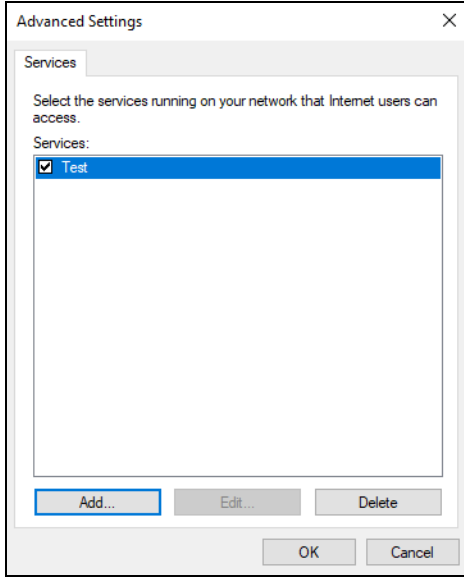 Advanced Settings
Services
Select the services running on your network that Internet users can
access.
Services:
Test
Add...
Edit...
Delete
OK
Cancel